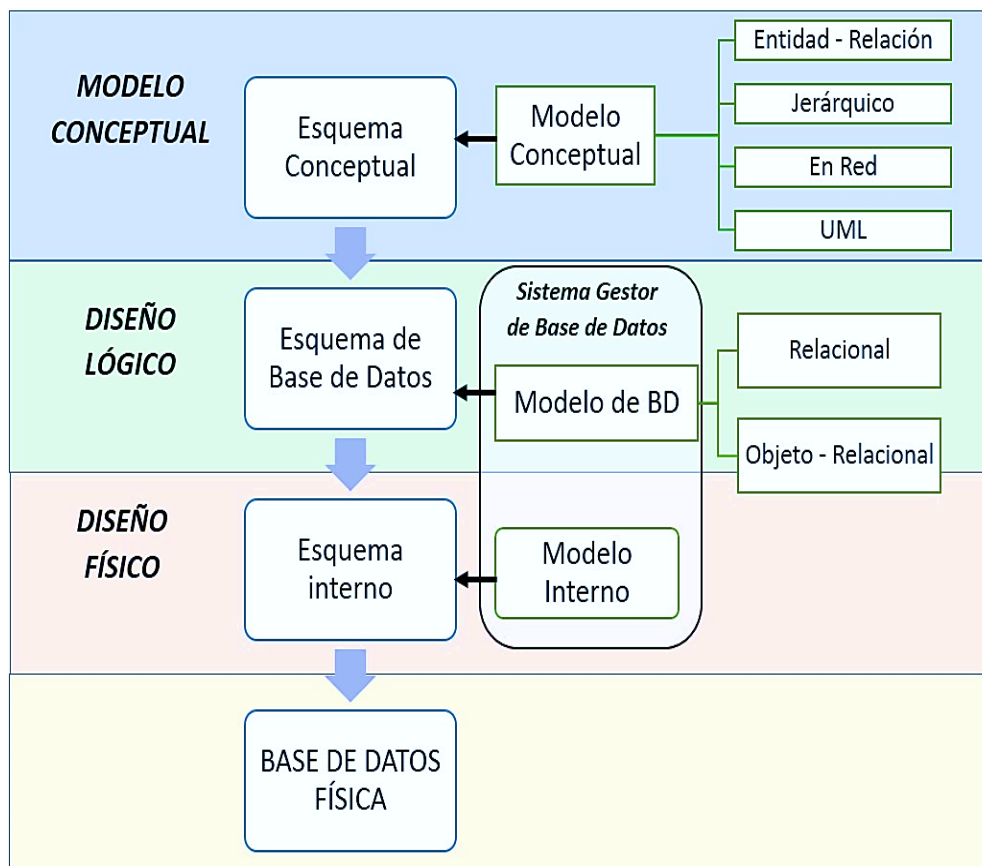 MODELO
CONCEPTUAL
Esquema
Conceptual
Modelo
Conceptual
Entidad - Relación
Jerárquico
En Red
UML
DISEÑO
LÓGICO
Esquema de
Base de Datos
Sistema Gestor
de Base de Datos
Modelo de BD
Relacional
Objeto - Relacional
DISEÑO
FÍSICO
Esquema
interno
Modelo
Interno
BASE DE DATOS
FÍSICA